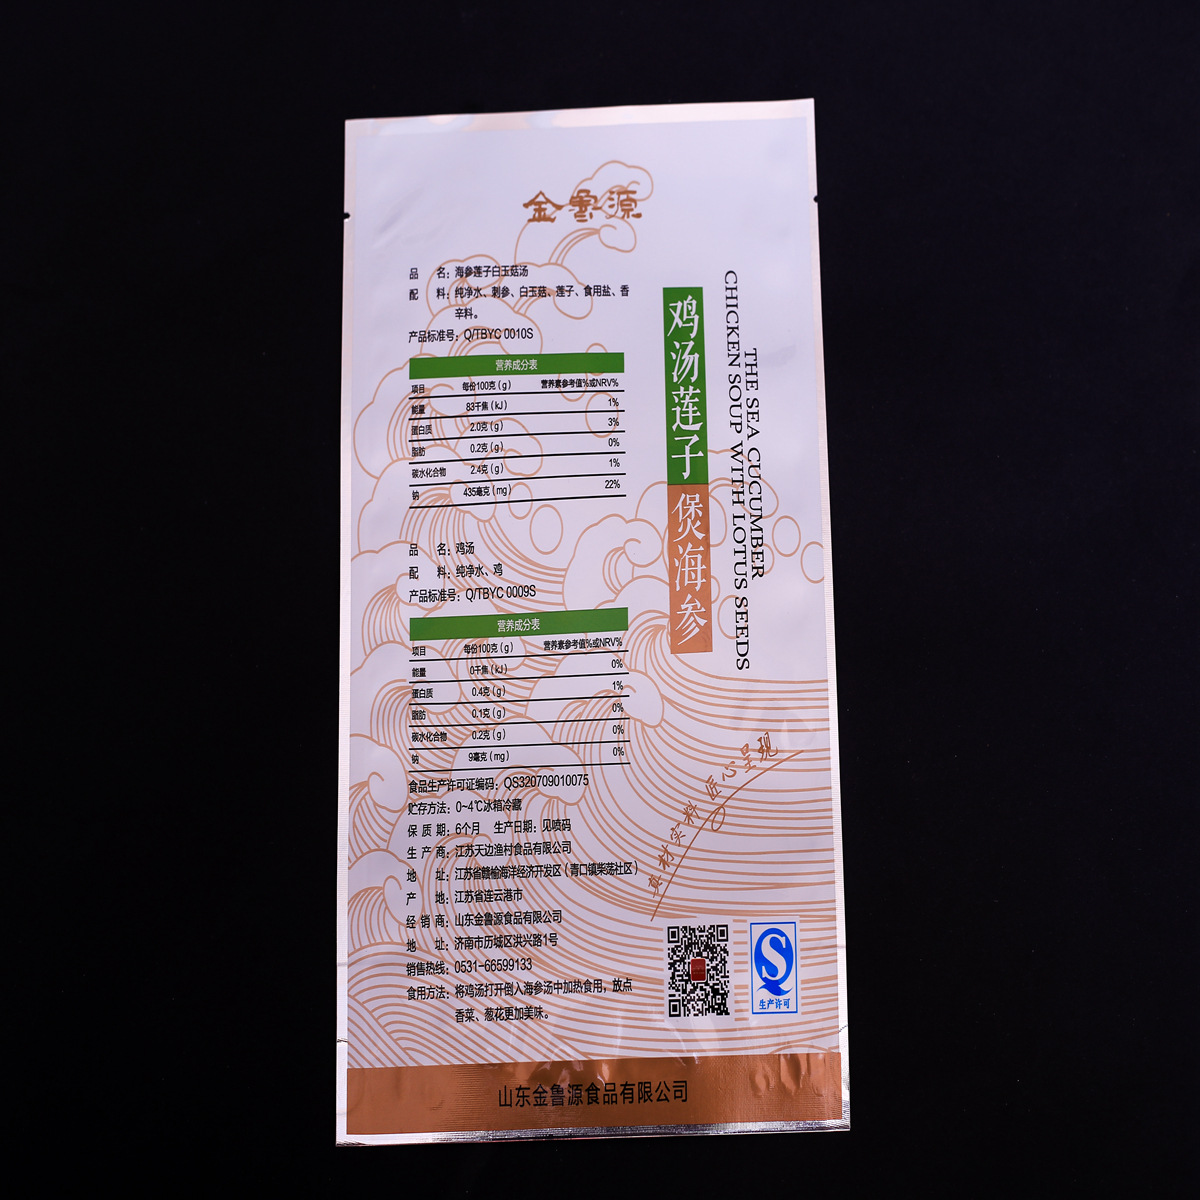 金鲁源
品 名：海参莲子白玉菇汤
配 料：纯净水、刺参、白玉菇、莲子、食用盐、香
辛料。
产品标准号：Q/TBYC 0010S
营养成分表
项目 每份100克（g） 营养素参考值%或NRV%
能量 83千焦（kJ） 1%
蛋白质 2.0克（g） 3%
脂肪 0.2克（g） 0%
碳水化合物 2.4克（g） 1%
钠 435毫克（mg） 22%
品 名：鸡汤
配 料：纯净水、鸡
产品标准号：Q/TBYC 0009S
营养成分表
项目 每份100克（g） 营养素参考值%或NRV%
能量 0千焦（kJ） 0%
蛋白质 0.4克（g） 1%
脂肪 0.1克（g） 0%
碳水化合物 0.2克（g） 0%
钠 9毫克（mg） 0%
食品生产许可证编码：QS320709010075
贮存方法：0~4℃冰箱冷藏
保 质 期：6个月 生产日期：见喷码
生 产 商：江苏天边渔村食品有限公司
地 址：江苏省赣榆海洋经济开发区（青口镇柴荡社区）
产 地：江苏省连云港市
经 销 商：山东金鲁源食品有限公司
地 址：济南市历城区洪兴路1号
销售热线：0531-66599133
食用方法：将鸡汤打开倒入海参汤中加热食用，放点
香菜、葱花更加美味。
鸡汤莲子煲海参
THE SEA CUCUMBER
CHICKEN SOUP WITH LOTUS SEEDS
真材实料 匠心呈现
生产许可
山东金鲁源食品有限公司